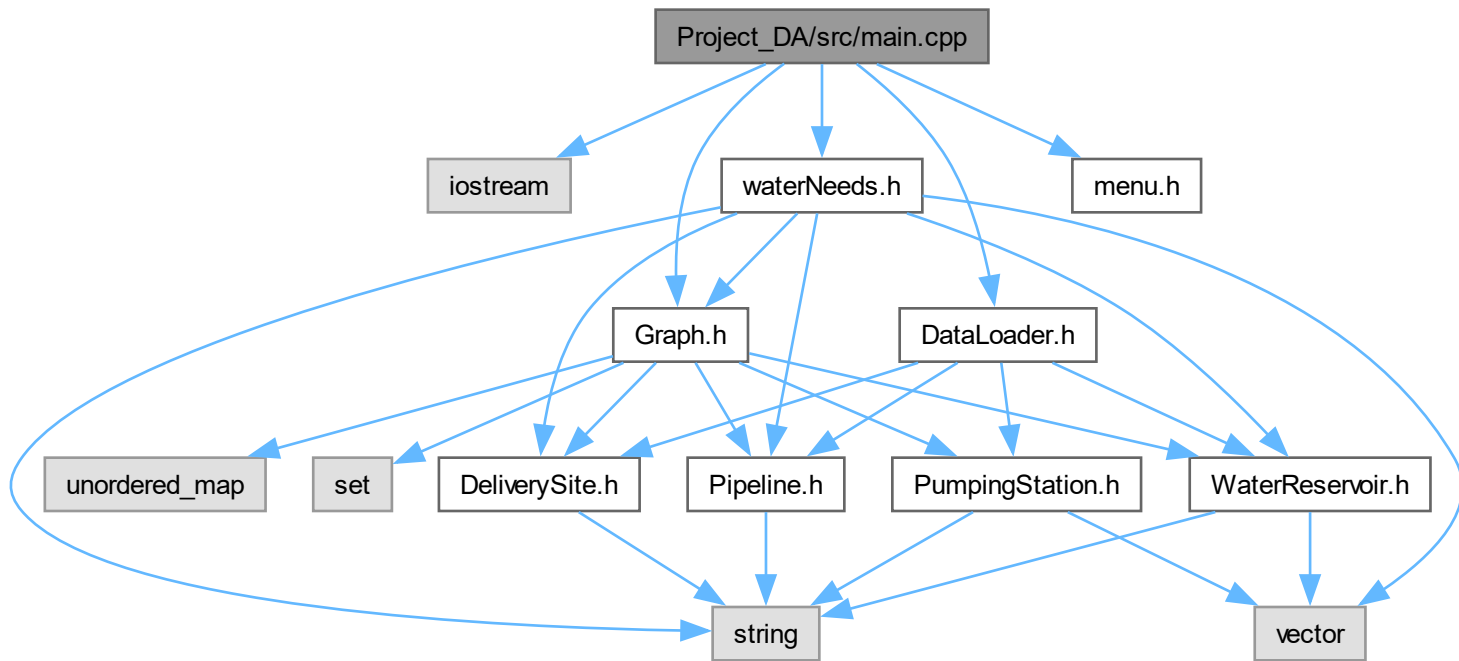 Project_DA/src/main.cpp
iostream
waterNeeds.h
menu.h
Graph.h
DataLoader.h
unordered_map
set
DeliverySite.h
Pipeline.h
PumpingStation.h
WaterReservoir.h
string
vector